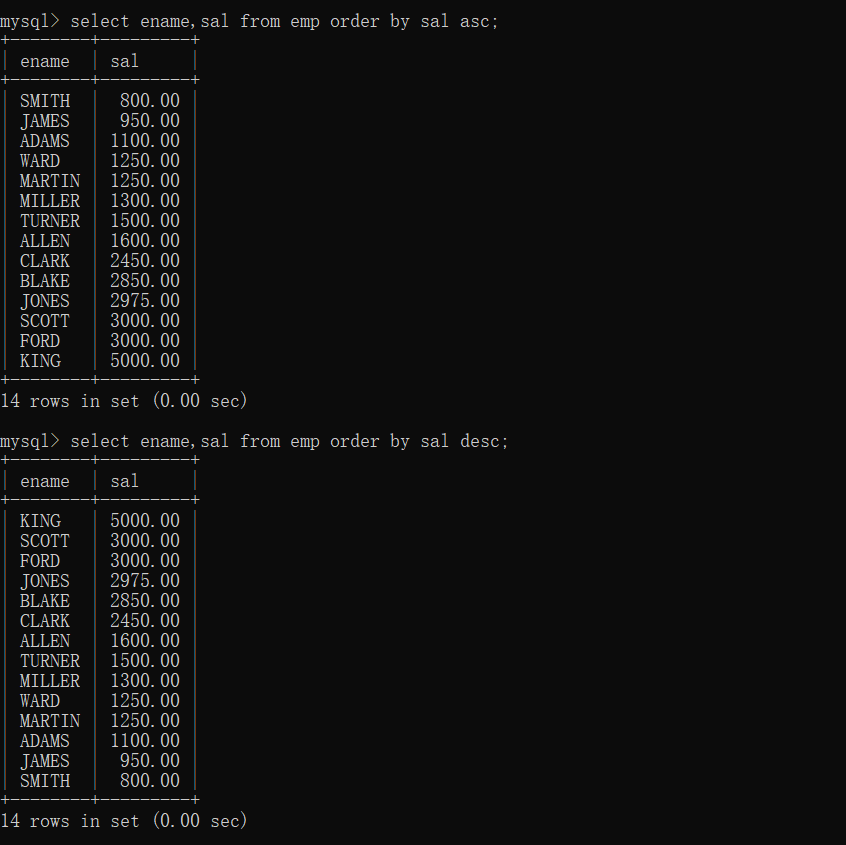 mysql> select ename,sal from emp order by sal asc;
+--------+---------+
| ename  | sal     |
+--------+---------+
| SMITH  |  800.00 |
| JAMES  |  950.00 |
| ADAMS  | 1100.00 |
| WARD   | 1250.00 |
| MARTIN | 1250.00 |
| MILLER | 1300.00 |
| TURNER | 1500.00 |
| ALLEN  | 1600.00 |
| CLARK  | 2450.00 |
| BLAKE  | 2850.00 |
| JONES  | 2975.00 |
| SCOTT  | 3000.00 |
| FORD   | 3000.00 |
| KING   | 5000.00 |
+--------+---------+
14 rows in set (0.00 sec)

mysql> select ename,sal from emp order by sal desc;
+--------+---------+
| ename  | sal     |
+--------+---------+
| KING   | 5000.00 |
| SCOTT  | 3000.00 |
| FORD   | 3000.00 |
| JONES  | 2975.00 |
| BLAKE  | 2850.00 |
| CLARK  | 2450.00 |
| ALLEN  | 1600.00 |
| TURNER | 1500.00 |
| MILLER | 1300.00 |
| WARD   | 1250.00 |
| MARTIN | 1250.00 |
| ADAMS  | 1100.00 |
| JAMES  |  950.00 |
| SMITH  |  800.00 |
+--------+---------+
14 rows in set (0.00 sec)